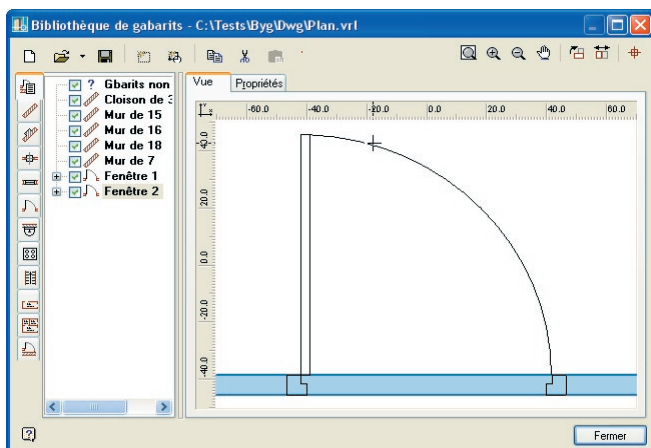 Bibliothèque de gabarits - C:\Tests\Byg\Dwg\Plan.vrl
Gbarits non
Cloison de 3
Mur de 15
Mur de 16
Mur de 18
Mur de 7
Fenêtre 1
Fenêtre 2
Vue
Propriétés
-60.0 -40.0 -20.0 0.0 20.0 40.0 60.0
40.0
20.0
0.0
-20.0
-40.0
Fermer